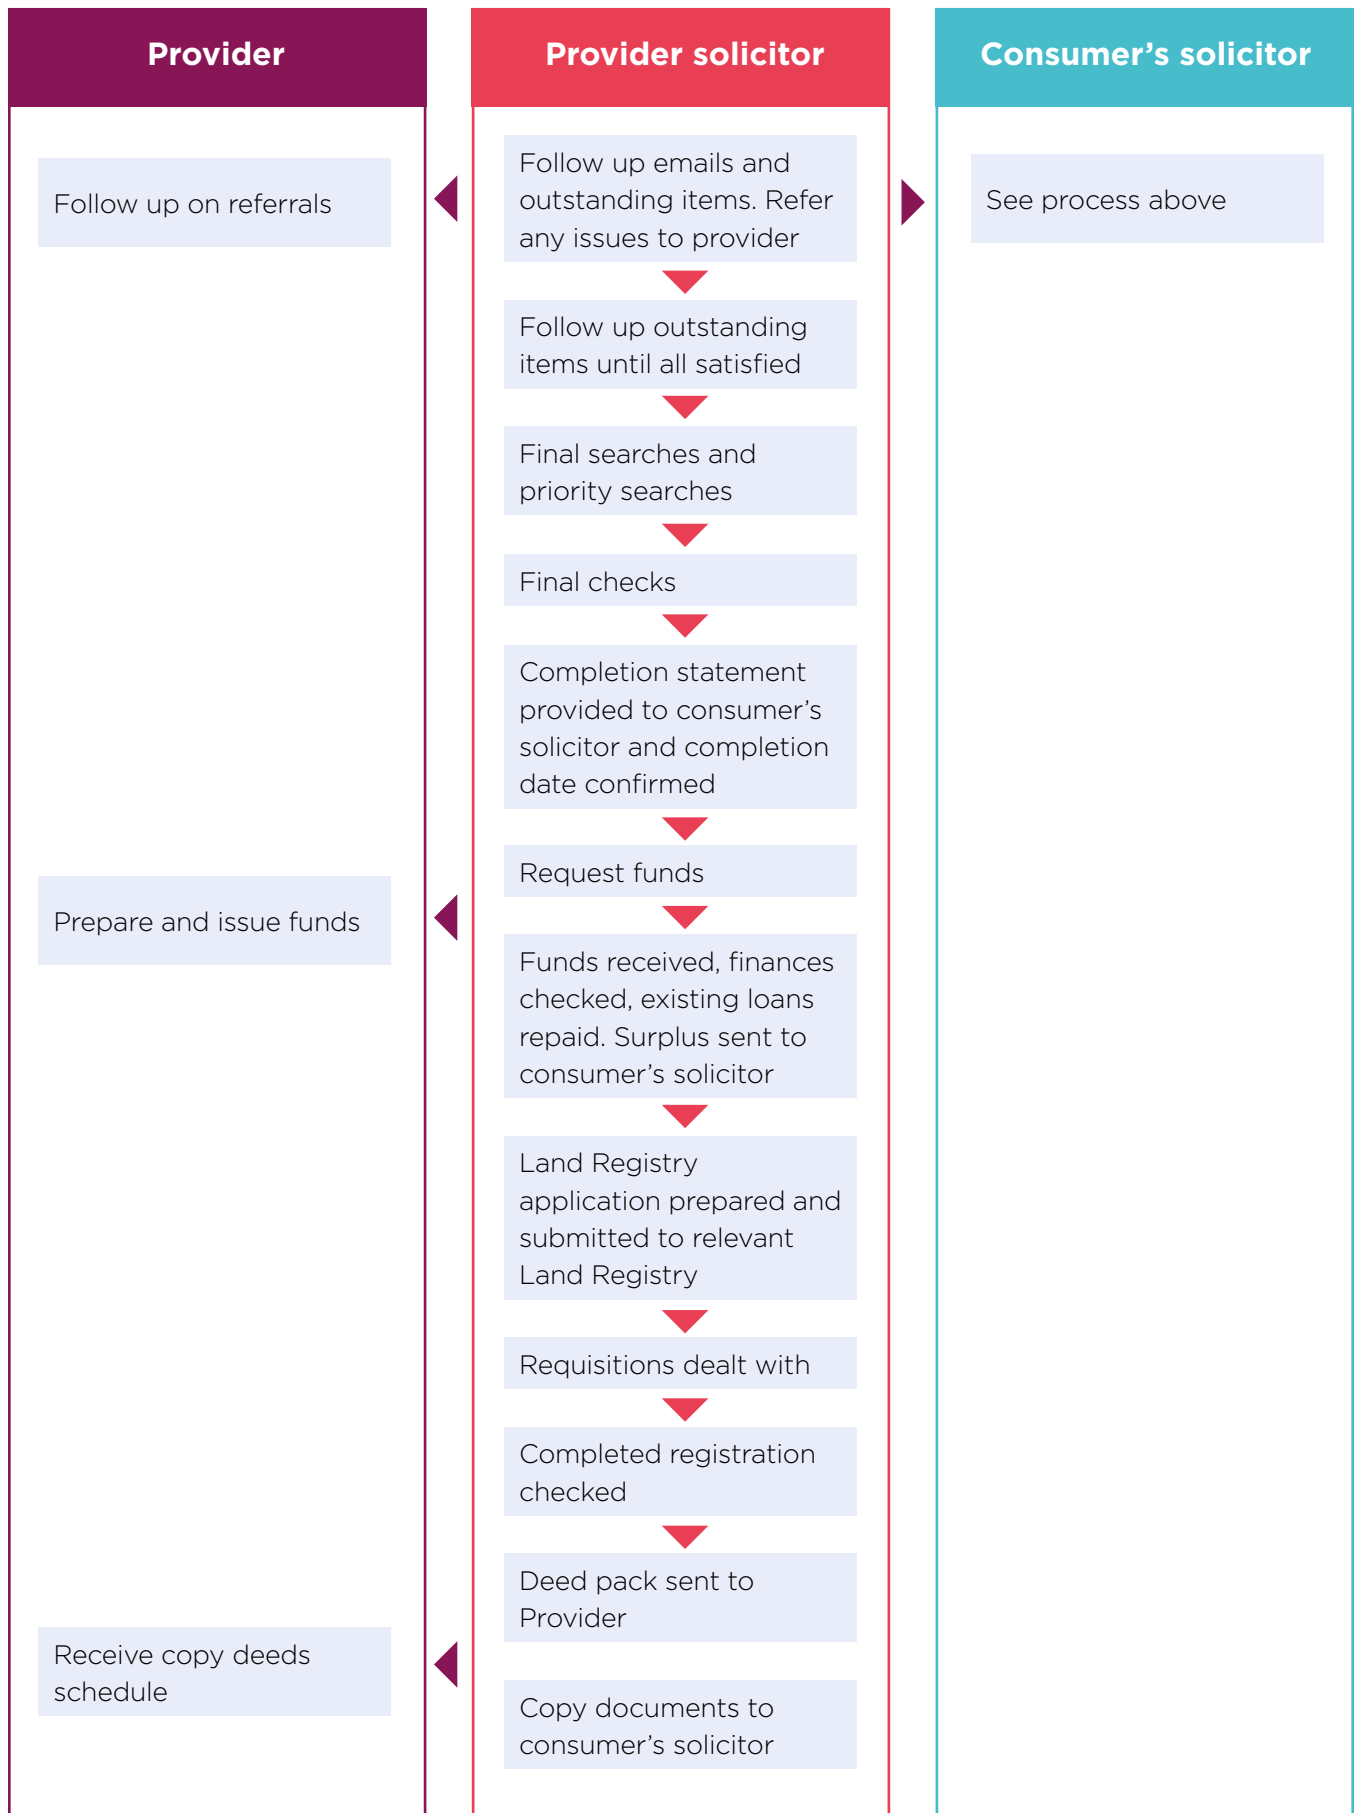 Provider
Provider solicitor
Consumer’s solicitor
Follow up on referrals
Follow up emails and
outstanding items. Refer
any issues to provider
See process above
Follow up outstanding
items until all satisfied
Final searches and
priority searches
Final checks
Completion statement
provided to consumer’s
solicitor and completion
date confirmed
Request funds
Prepare and issue funds
Funds received, finances
checked, existing loans
repaid. Surplus sent to
consumer’s solicitor
Land Registry
application prepared and
submitted to relevant
Land Registry
Requisitions dealt with
Completed registration
checked
Deed pack sent to
Provider
Receive copy deeds
schedule
Copy documents to
consumer’s solicitor